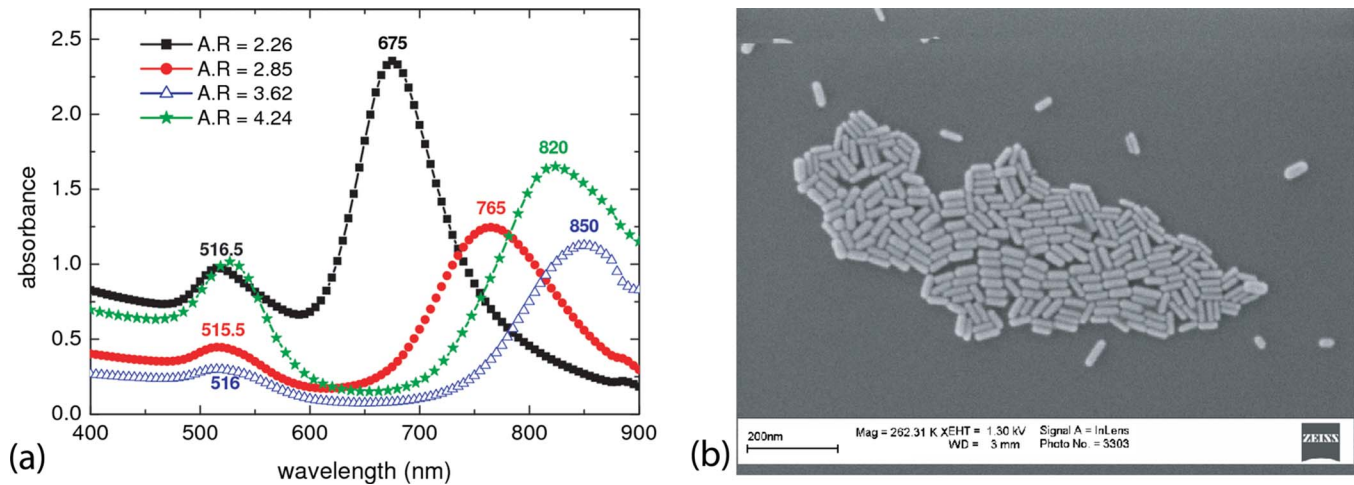 2.5
2.0
1.5
1.0
0.5
0.0
absorbance
A.R = 2.26
A.R = 2.85
A.R = 3.62
A.R = 4.24
675
820
765
850
516.5
515.5
516
400 500 600 700 800 900
wavelength (nm)
(a)
200nm
Mag = 262.31 K X EHT = 1.30 kV Signal A = InLens
WD = 3 mm Photo No. = 3303
ZEISS
(b)